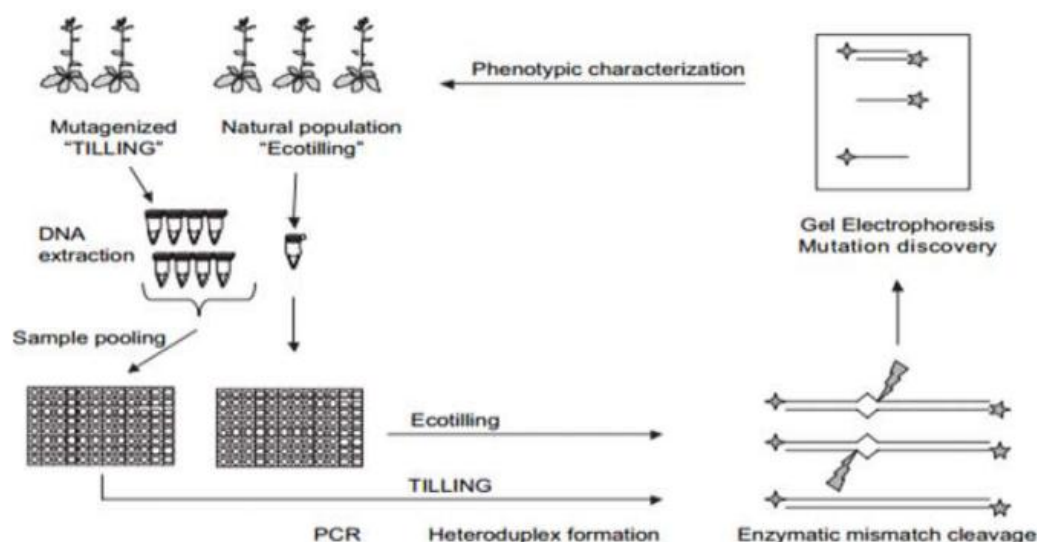 Phenotypic characterization
Mutagenized
"TILLING"
Natural population
"Ecotilling"
DNA
extraction
Gel Electrophoresis
Mutation discovery
Sample pooling
Ecotilling
TILLING
PCR
Heteroduplex formation
Enzymatic mismatch cleavage